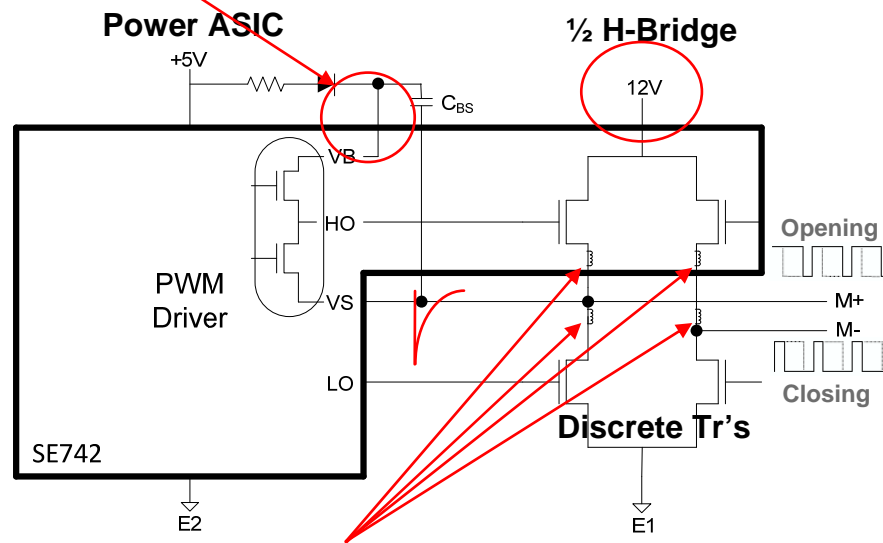 Power ASIC
½ H-Bridge
+5V
12V
C_BS
VB
HO
Opening
PWM
Driver
VS
M+
M-
LO
Closing
Discrete Tr's
SE742
E2
E1